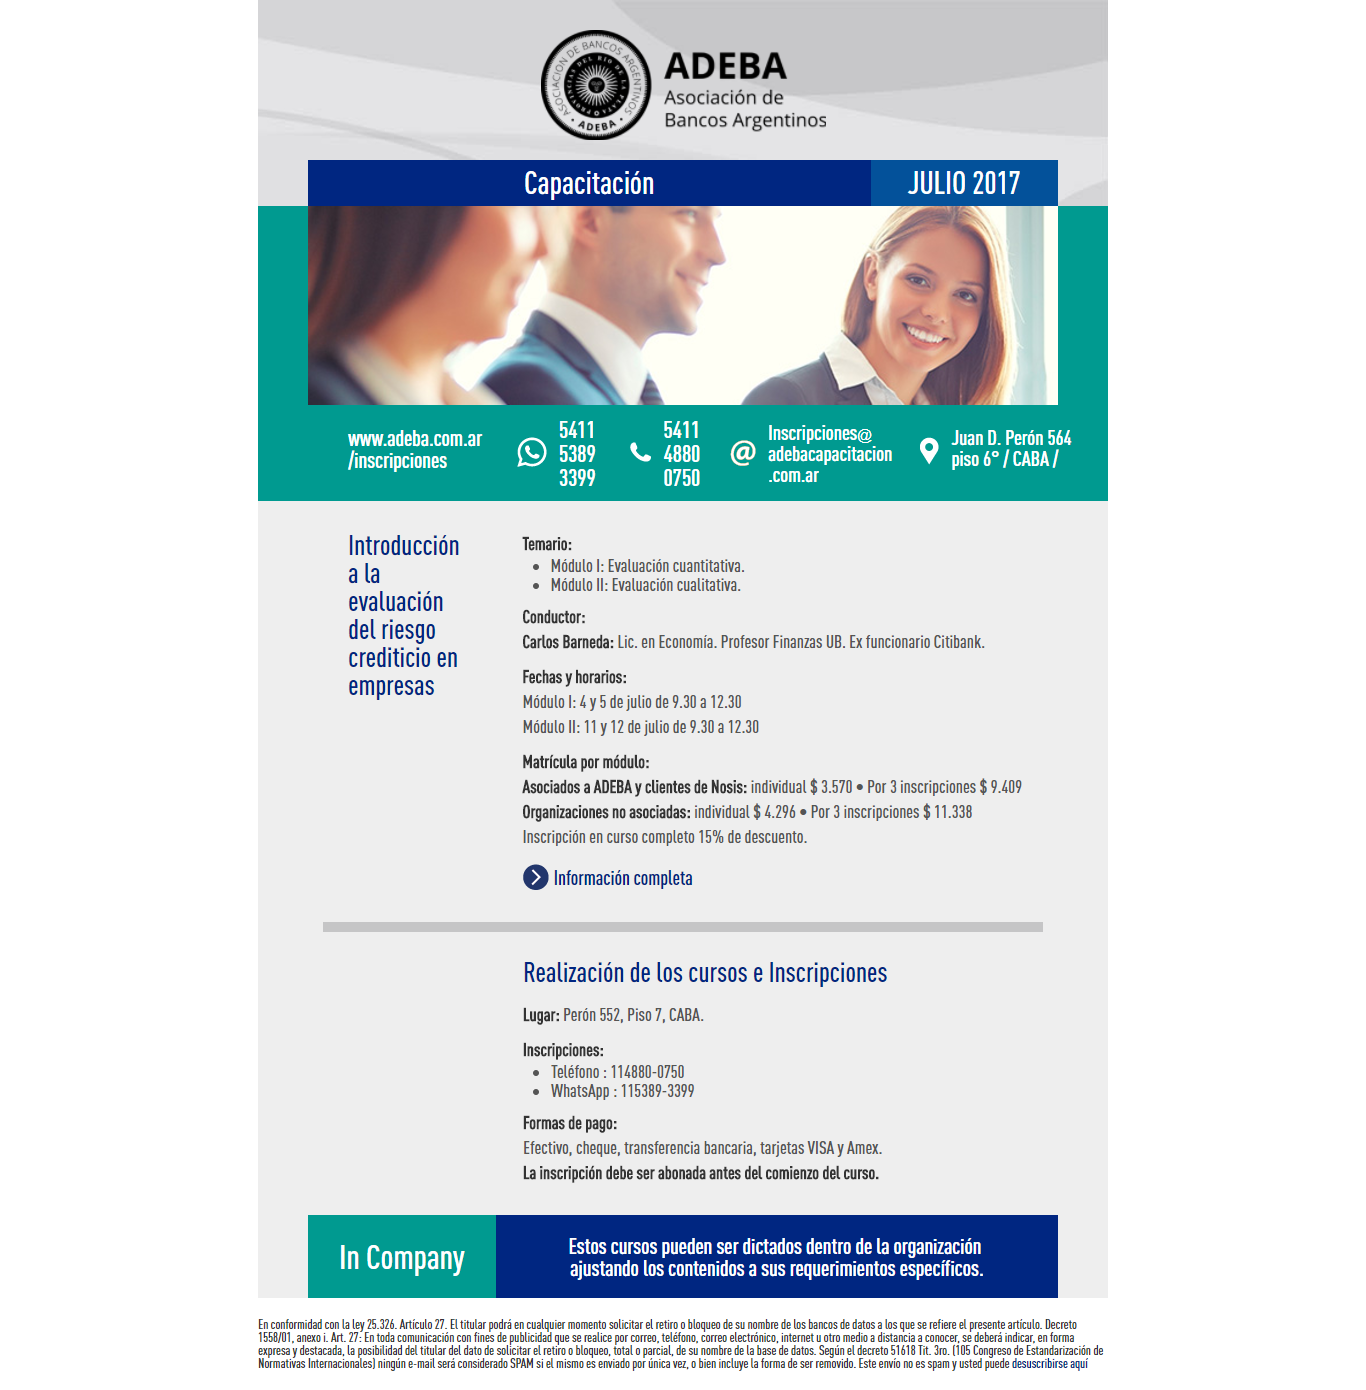 ASOCIACION DE BANCOS ARGENTINOS
PROVINCIAS DEL RIO DE LA PLATA
• ADEBA •
ADEBA
Asociación de
Bancos Argentinos
Capacitación
JULIO 2017
www.adeba.com.ar
/inscripciones
5411
5389
3399
5411
4880
0750
@
Inscripciones@
adebacapacitacion
.com.ar
Juan D. Perón 564
piso 6° / CABA /
Introducción
a la
evaluación
del riesgo
crediticio en
empresas
Temario:
• Módulo I: Evaluación cuantitativa.
• Módulo II: Evaluación cualitativa.
Conductor:
Carlos Barneda: Lic. en Economía. Profesor Finanzas UB. Ex funcionario Citibank.
Fechas y horarios:
Módulo I: 4 y 5 de julio de 9.30 a 12.30
Módulo II: 11 y 12 de julio de 9.30 a 12.30
Matrícula por módulo:
Asociados a ADEBA y clientes de Nosis: individual $ 3.570 • Por 3 inscripciones $ 9.409
Organizaciones no asociadas: individual $ 4.296 • Por 3 inscripciones $ 11.338
Inscripción en curso completo 15% de descuento.
Información completa
Realización de los cursos e Inscripciones
Lugar: Perón 552, Piso 7, CABA.
Inscripciones:
• Teléfono : 114880-0750
• WhatsApp : 115389-3399
Formas de pago:
Efectivo, cheque, transferencia bancaria, tarjetas VISA y Amex.
La inscripción debe ser abonada antes del comienzo del curso.
In Company
Estos cursos pueden ser dictados dentro de la organización
ajustando los contenidos a sus requerimientos específicos.
En conformidad con la ley 25.326. Artículo 27. El titular podrá en cualquier momento solicitar el retiro o bloqueo de su nombre de los bancos de datos a los que se refiere el presente artículo. Decreto
1558/01, anexo i. Art. 27: En toda comunicación con fines de publicidad que se realice por correo, teléfono, correo electrónico, internet u otro medio a distancia a conocer, se deberá indicar, en forma
expresa y destacada, la posibilidad del titular del dato de solicitar el retiro o bloqueo, total o parcial, de su nombre de la base de datos. Según el decreto 51618 Tit. 3ro. (105 Congreso de Estandarización de
Normativas Internacionales) ningún e-mail será considerado SPAM si el mismo es enviado por única vez, o bien incluye la forma de ser removido. Este envío no es spam y usted puede desuscribirse aquí